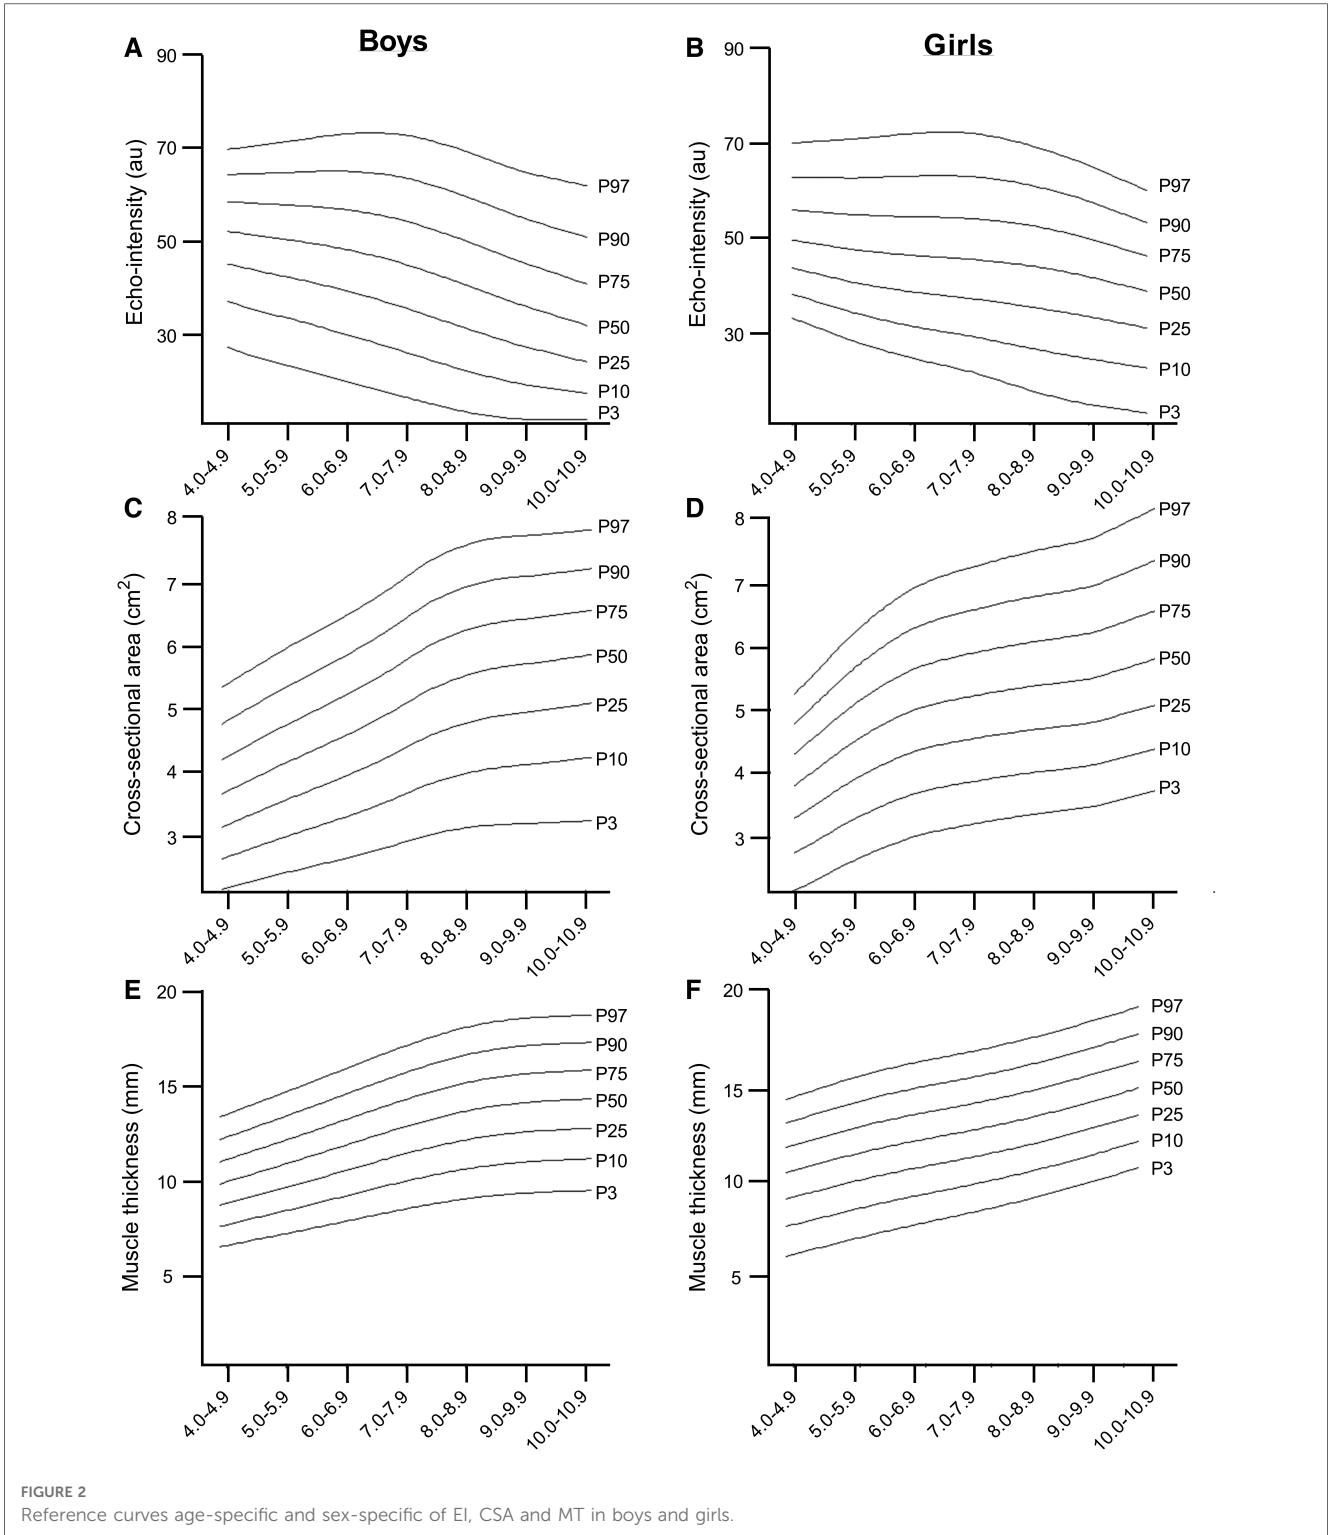 Boys
Girls
A
90
70
50
30
Echo-intensity (au)
P97
P90
P75
P50
P25
P10
P3
4.0-4.9
5.0-5.9
6.0-6.9
7.0-7.9
8.0-8.9
9.0-9.9
10.0-10.9
B
90
70
50
30
Echo-intensity (au)
P97
P90
P75
P50
P25
P10
P3
4.0-4.9
5.0-5.9
6.0-6.9
7.0-7.9
8.0-8.9
9.0-9.9
10.0-10.9
C
8
7
6
5
4
3
Cross-sectional area (cm²)
P97
P90
P75
P50
P25
P10
P3
4.0-4.9
5.0-5.9
6.0-6.9
7.0-7.9
8.0-8.9
9.0-9.9
10.0-10.9
D
8
7
6
5
4
3
Cross-sectional area (cm²)
P97
P90
P75
P50
P25
P10
P3
4.0-4.9
5.0-5.9
6.0-6.9
7.0-7.9
8.0-8.9
9.0-9.9
10.0-10.9
E
20
15
10
5
Muscle thickness (mm)
P97
P90
P75
P50
P25
P10
P3
4.0-4.9
5.0-5.9
6.0-6.9
7.0-7.9
8.0-8.9
9.0-9.9
10.0-10.9
F
20
15
10
5
Muscle thickness (mm)
P97
P90
P75
P50
P25
P10
P3
4.0-4.9
5.0-5.9
6.0-6.9
7.0-7.9
8.0-8.9
9.0-9.9
10.0-10.9
FIGURE 2
Reference curves age-specific and sex-specific of EI, CSA and MT in boys and girls.